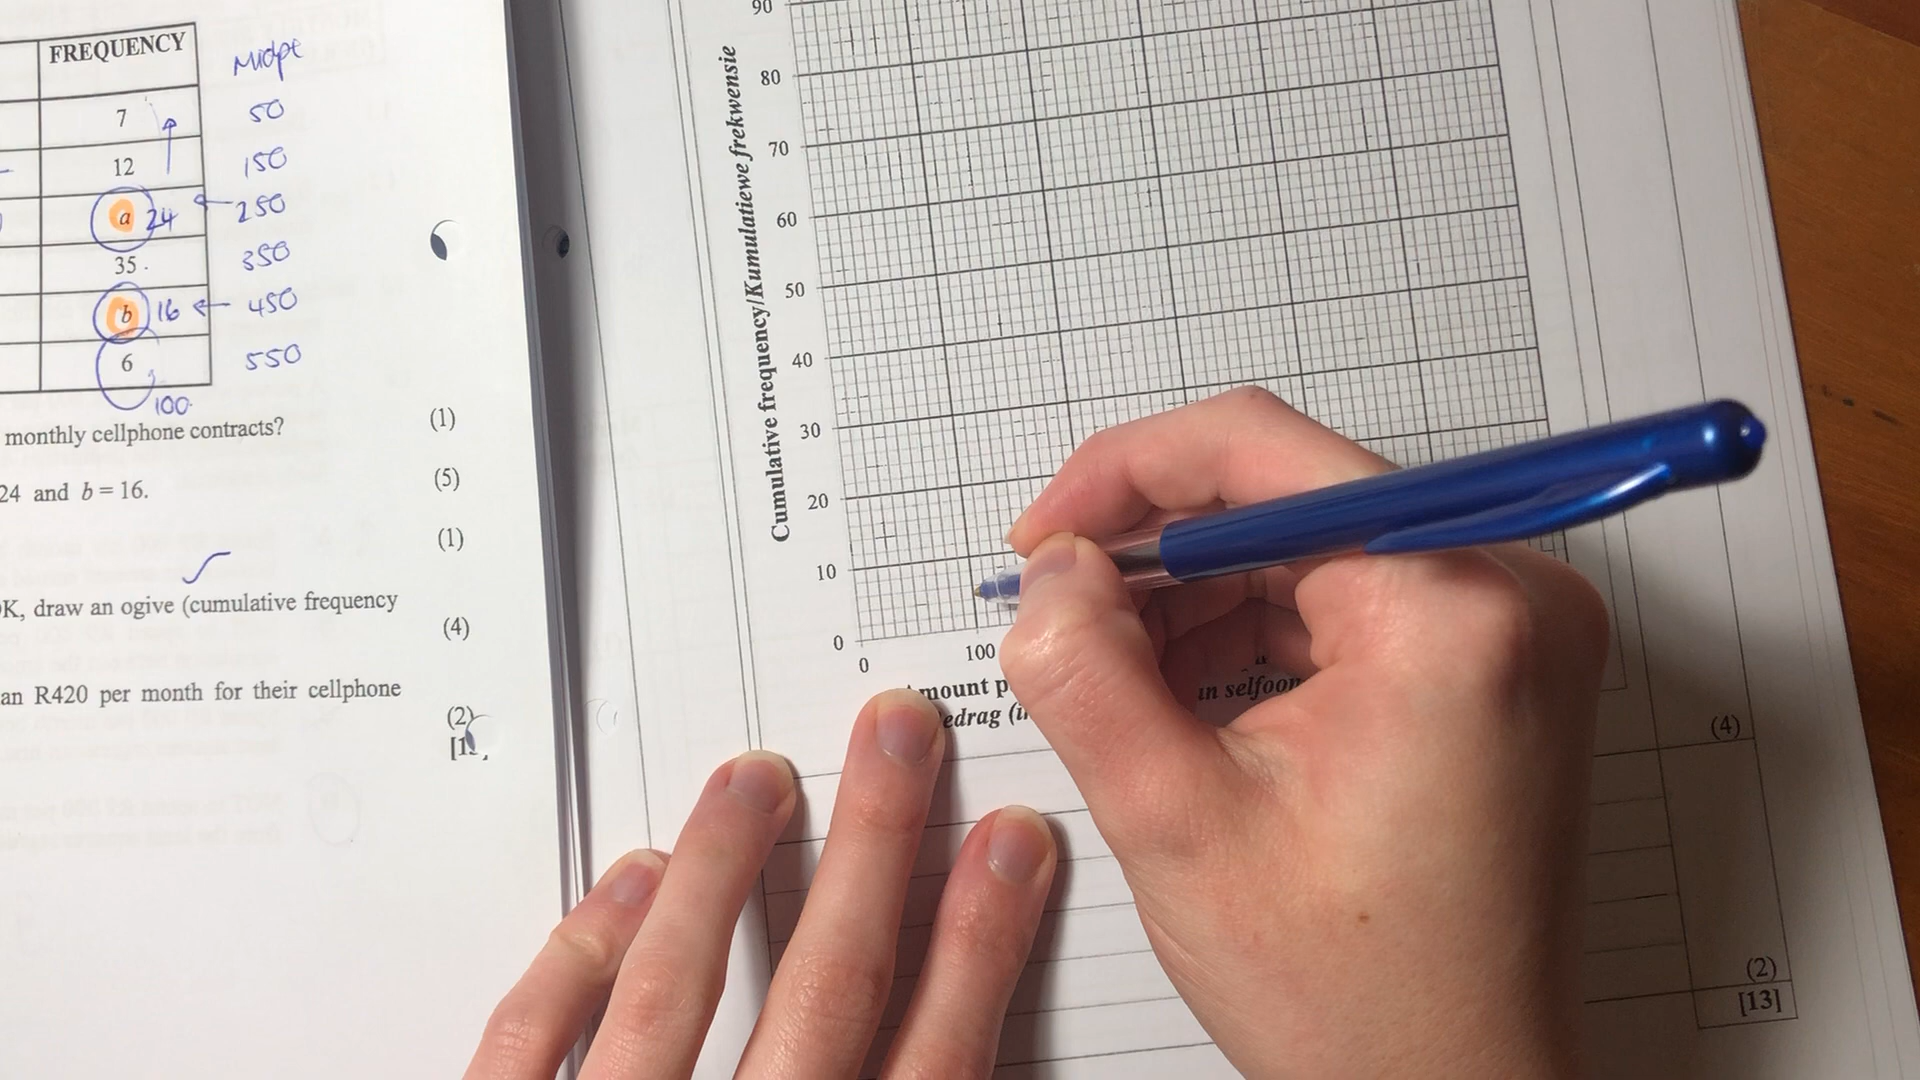 FREQUENCY Midpt
7 50
12 150
a 24 250
35 350
b 16 450
6 550
100
monthly cellphone contracts? (1)
24 and b = 16. (5)
(1)
K, draw an ogive (cumulative frequency
(4)
an R420 per month for their cellphone
(2)
Cumulative frequency/Kumulatiewe frekwensie
90
80
70
60
50
40
30
20
10
0
0 100
mount p
edrag (i
in selfoon
(4)
(2)
[13]